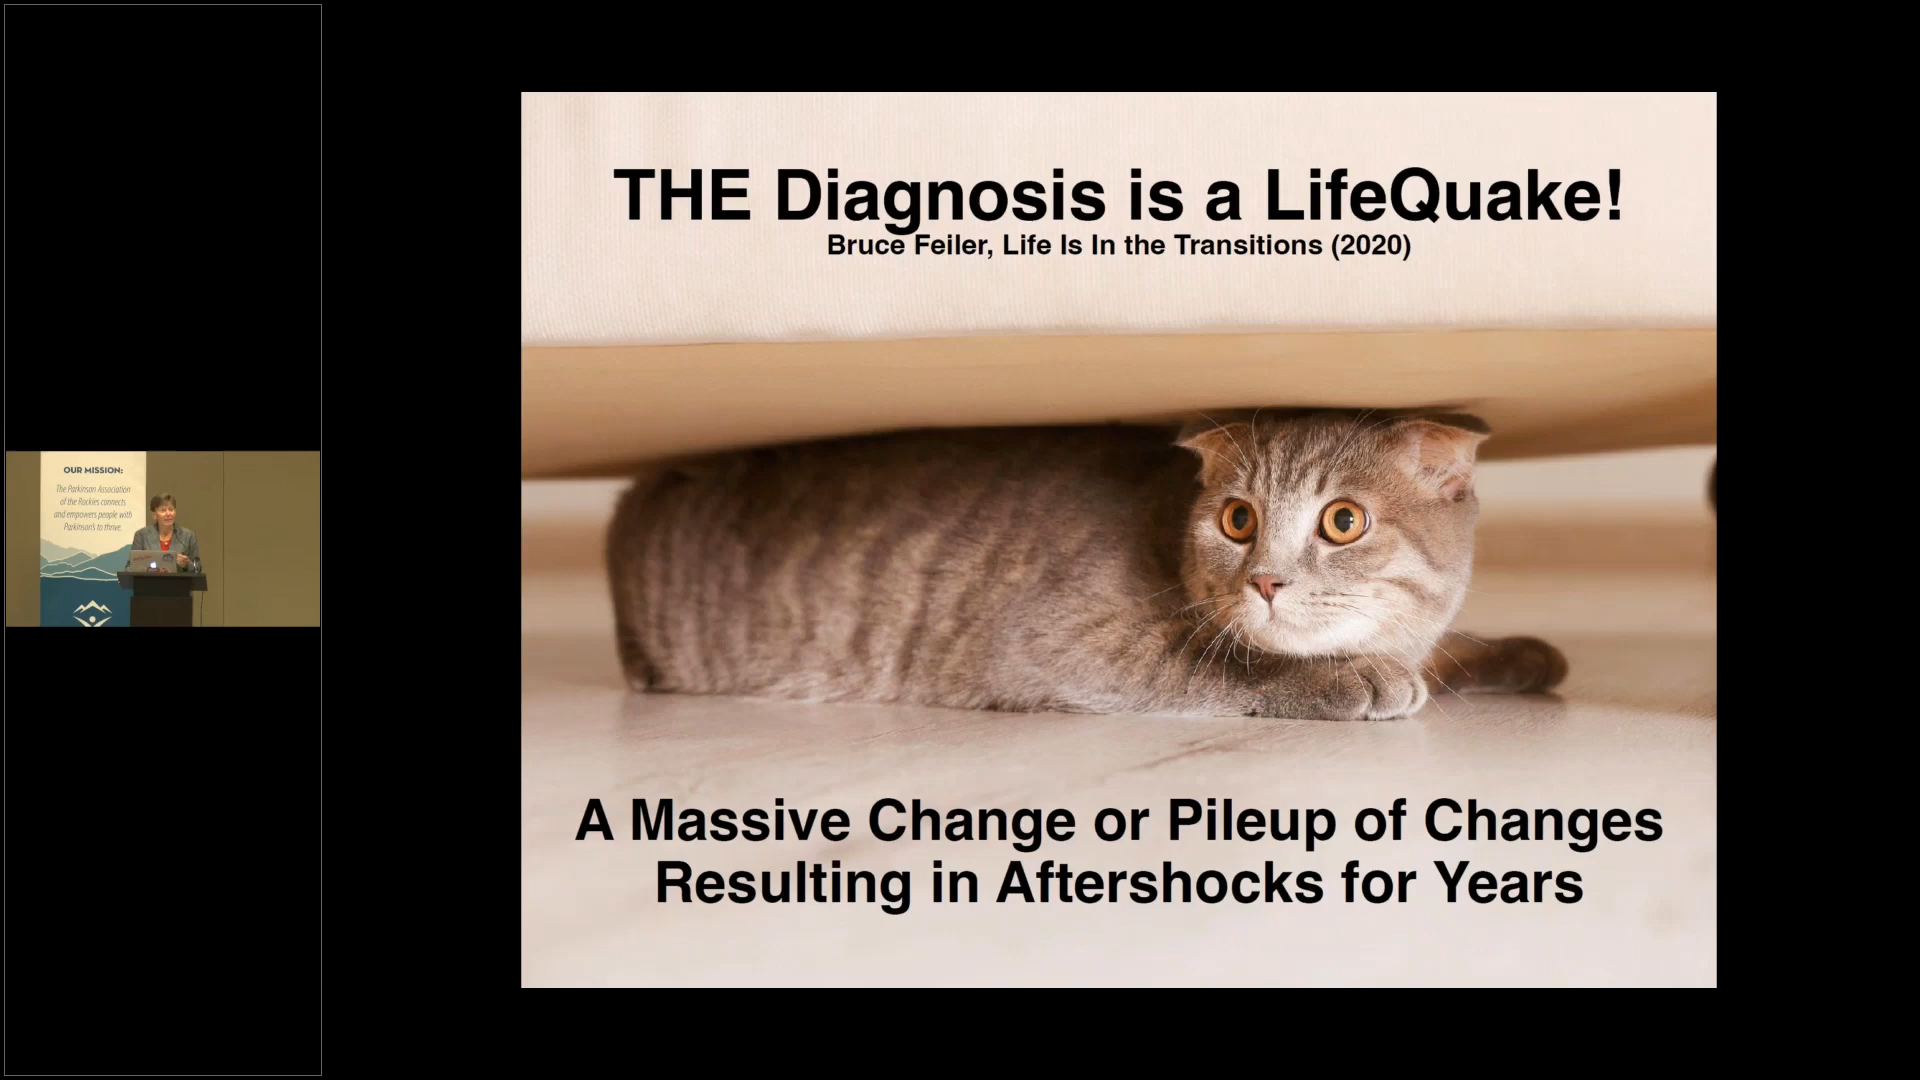 OUR MISSION:
The Parkinson Association
of the Rockies connects
and empowers people with
Parkinson's to thrive.
THE Diagnosis is a LifeQuake!
Bruce Feiler, Life Is In the Transitions (2020)
A Massive Change or Pileup of Changes
Resulting in Aftershocks for Years